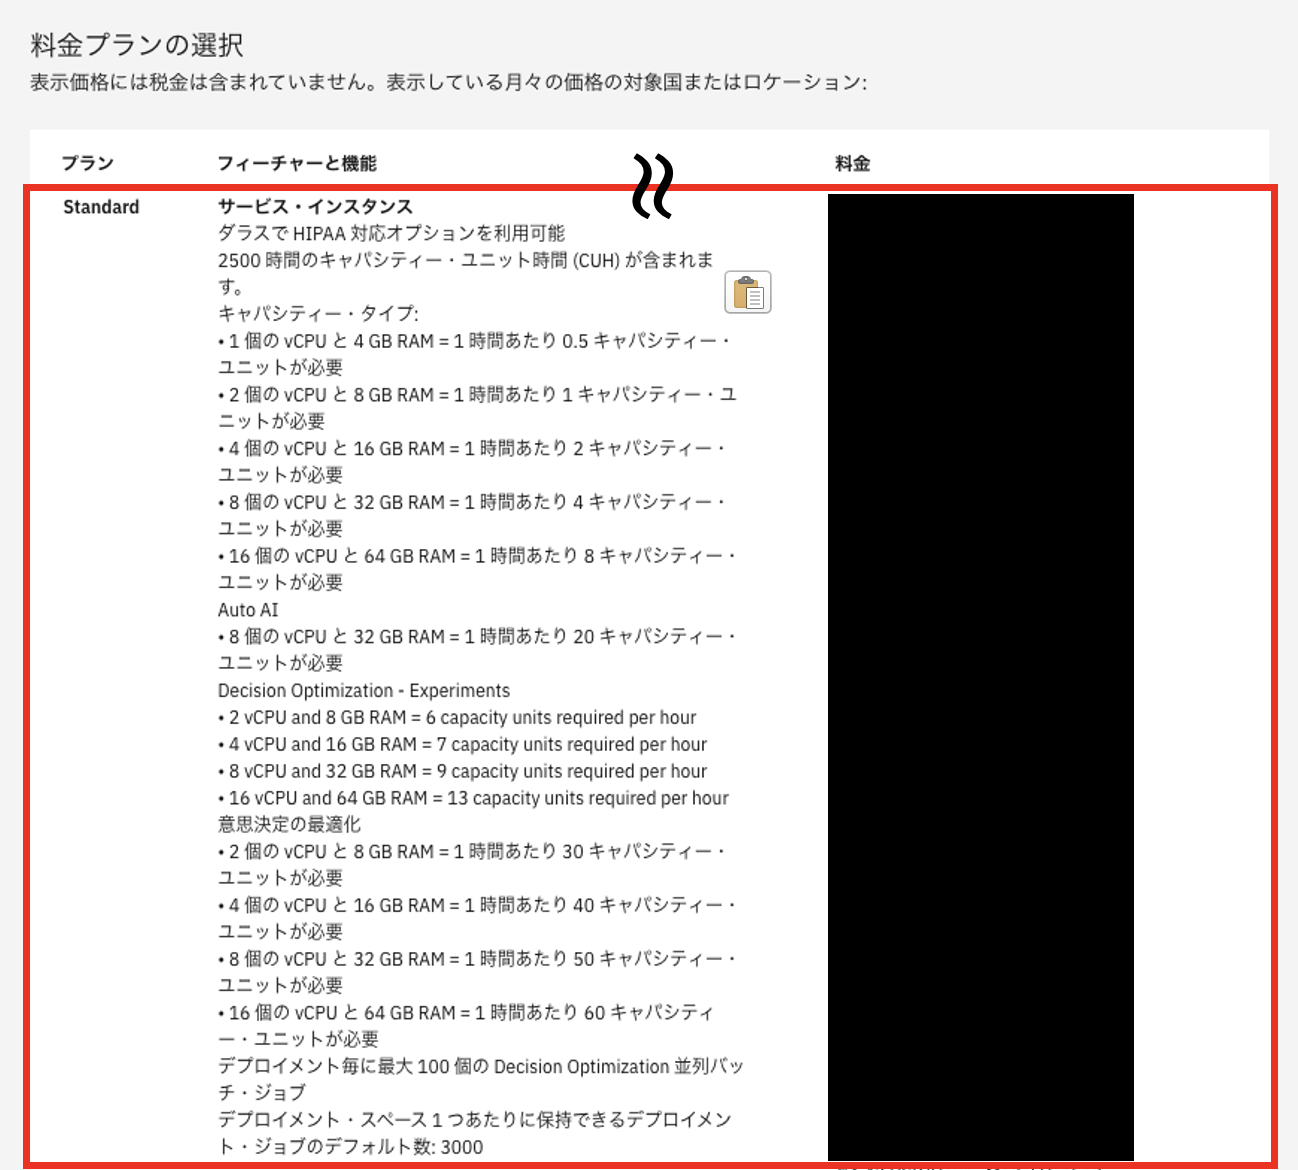 料金プランの選択
表示価格には税金は含まれていません。表示している月々の価格の対象国またはロケーション:
プラン フィーチャーと機能 料金
Standard サービス・インスタンス
ダラスで HIPAA 対応オプションを利用可能
2500 時間のキャパシティー・ユニット時間 (CUH) が含まれま
す。
キャパシティー・タイプ:
• 1 個の vCPU と 4 GB RAM = 1 時間あたり 0.5 キャパシティー・
ユニットが必要
• 2 個の vCPU と 8 GB RAM = 1 時間あたり 1 キャパシティー・ユ
ニットが必要
• 4 個の vCPU と 16 GB RAM = 1 時間あたり 2 キャパシティー・
ユニットが必要
• 8 個の vCPU と 32 GB RAM = 1 時間あたり 4 キャパシティー・
ユニットが必要
• 16 個の vCPU と 64 GB RAM = 1 時間あたり 8 キャパシティー・
ユニットが必要
Auto AI
• 8 個の vCPU と 32 GB RAM = 1 時間あたり 20 キャパシティー・
ユニットが必要
Decision Optimization - Experiments
• 2 vCPU and 8 GB RAM = 6 capacity units required per hour
• 4 vCPU and 16 GB RAM = 7 capacity units required per hour
• 8 vCPU and 32 GB RAM = 9 capacity units required per hour
• 16 vCPU and 64 GB RAM = 13 capacity units required per hour
意思決定の最適化
• 2 個の vCPU と 8 GB RAM = 1 時間あたり 30 キャパシティー・
ユニットが必要
• 4 個の vCPU と 16 GB RAM = 1 時間あたり 40 キャパシティー・
ユニットが必要
• 8 個の vCPU と 32 GB RAM = 1 時間あたり 50 キャパシティー・
ユニットが必要
• 16 個の vCPU と 64 GB RAM = 1 時間あたり 60 キャパシティ
ー・ユニットが必要
デプロイメント毎に最大 100 個の Decision Optimization 並列バッ
チ・ジョブ
デプロイメント・スペース 1 つあたりに保持できるデプロイメン
ト・ジョブのデフォルト数: 3000